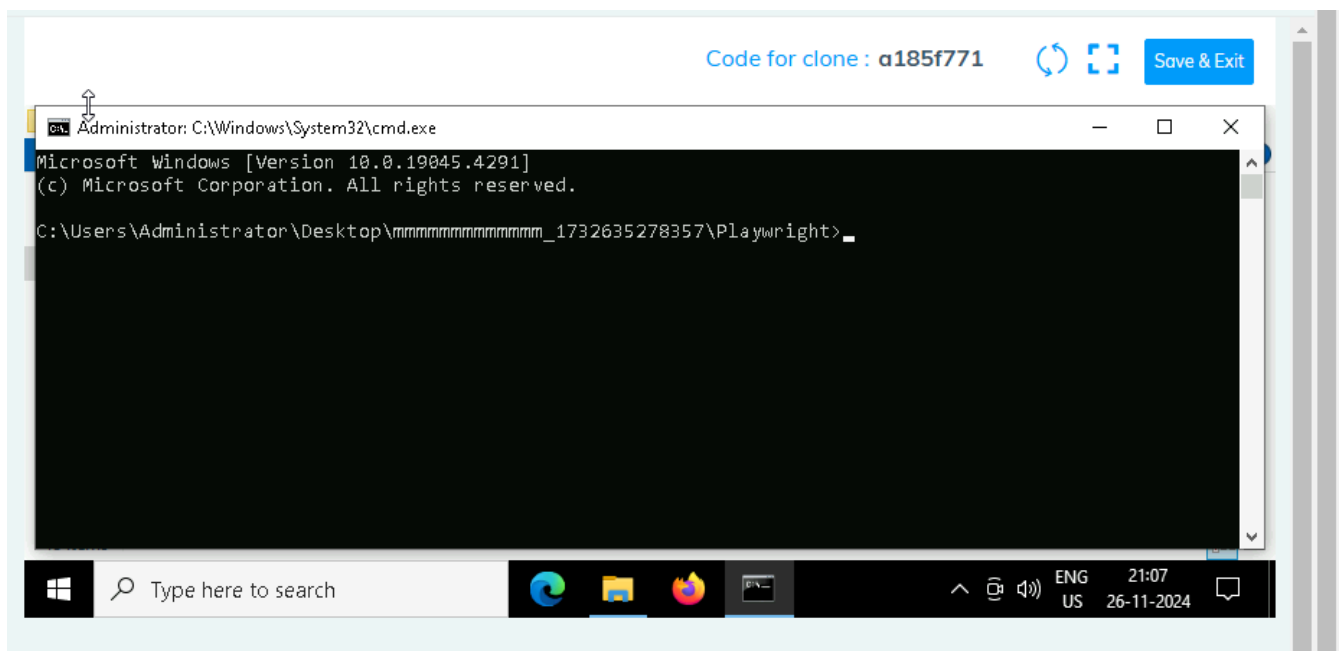 Code for clone : a185f771
Save & Exit
Administrator: C:\Windows\System32\cmd.exe
Microsoft Windows [Version 10.0.19045.4291]
(c) Microsoft Corporation. All rights reserved.
C:\Users\Administrator\Desktop\mmmmmmmmmmmmm_1732635278357\Playwright>
Type here to search
ENG
US
21:07
26-11-2024